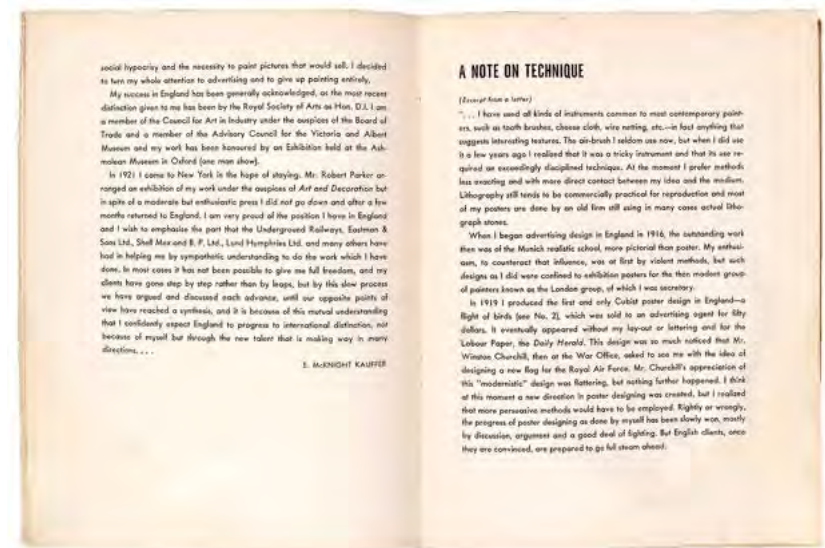 social hypocrisy and the necessity to paint pictures that would sell. I decided
to turn my whole attention to advertising and to give up painting entirely.
My success in England has been generally acknowledged, as the most recent
distinction given to me has been by the Royal Society of Arts as Hon. D.I. I am
a member of the Council for Art in Industry under the auspices of the Board of
Trade and a member of the Advisory Council for the Victoria and Albert
Museum and my work has been honoured by an Exhibition held at the Ash-
molean Museum in Oxford (one man show).
In 1921 I came to New York in the hope of staying. Mr. Robert Parker ar-
ranged an exhibition of my work under the auspices of Art and Decoration but
in spite of a moderate but enthusiastic press I did not go down and after a few
months returned to England. I am very proud of the position I have in England
and I wish to emphasise the part that the Underground Railways, Eastman &
Sons Ltd., Shell Mex and B. P. Ltd., Lund Humphries Ltd. and many others have
had in helping me by sympathetic understanding to do the work which I have
done. In most cases it has not been possible to give me full freedom, and my
clients have gone step by step rather than by leaps, but by this slow process
we have argued and discussed each advance, until our opposite points of
view have reached a synthesis, and it is because of this mutual understanding
that I confidently expect England to progress to international distinction, not
because of myself but through the new talent that is making way in many
directions. . . .
E. McKNIGHT KAUFFER
A NOTE ON TECHNIQUE
(Excerpt from a letter)
". . . I have used all kinds of instruments common to most contemporary paint-
ers, such as tooth brushes, cheese cloth, wire netting, etc.—in fact anything that
suggests interesting textures. The air-brush I seldom use now, but when I did use
it a few years ago I realised that it was a tricky instrument and that its use re-
quired an exceedingly disciplined technique. At the moment I prefer methods
less exacting and with more direct contact between my idea and the medium.
Lithography still tends to be commercially practical for reproduction and most
of my posters are done by an old firm still using in many cases actual litho-
graph stones.
When I began advertising design in England in 1916, the outstanding work
then was of the Munich realistic school, more pictorial than poster. My enthusi-
asm, to counteract that influence, was at first by violent methods, but such
designs as I did were confined to exhibition posters for the then modern group
of painters known as the London group, of which I was secretary.
In 1919 I produced the first and only Cubist poster design in England—a
flight of birds (see No. 2), which was sold to an advertising agent for fifty
dollars. It eventually appeared without my lay-out or lettering and for the
Labour Paper, the Daily Herald. This design was so much noticed that Mr.
Winston Churchill, then at the War Office, asked to see me with the idea of
designing a new flag for the Royal Air Force. Mr. Churchill's appreciation of
this "modernistic" design was flattering, but nothing further happened. I think
at this moment a new direction in poster designing was created, but I realized
that more persuasive methods would have to be employed. Rightly or wrongly,
the progress of poster designing as done by myself has been slowly won, mostly
by discussion, argument and a good deal of fighting. But English clients, once
they are convinced, are prepared to go full steam ahead.